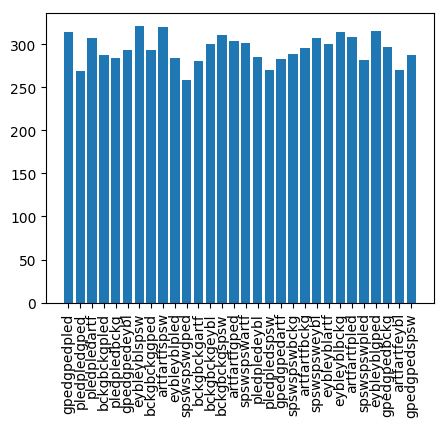 300
250
200
150
100
50
0
gpedgpedpled
pledpledgped
pledpledartf
bckgbckgpled
pledpledbckg
gpedgpedeybl
eybleyblspsw
bckgbckggped
artfartfspsw
eybleyblpled
spswspswgped
bckgbckgartf
bckgbckgeybl
bckgbckgspsw
artfartfgped
spswspswartf
pledpledeybl
pledpledspsw
gpedgpedartf
spswspswbckg
artfartfbckg
spswspsweybl
eybleyblartf
eybleyblbckg
artfartfpled
spswspswpled
eybleyblgped
gpedgpedbckg
artfartfeybl
gpedgpedspsw